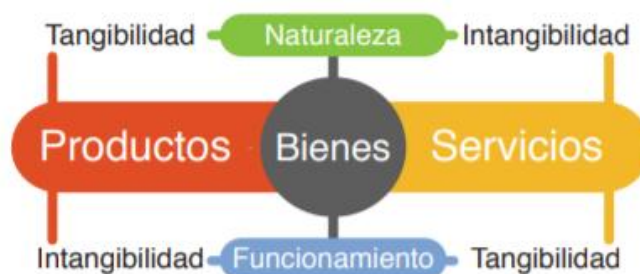 Tangibilidad Naturaleza Intangibilidad
Productos Bienes Servicios
Intangibilidad Funcionamiento Tangibilidad